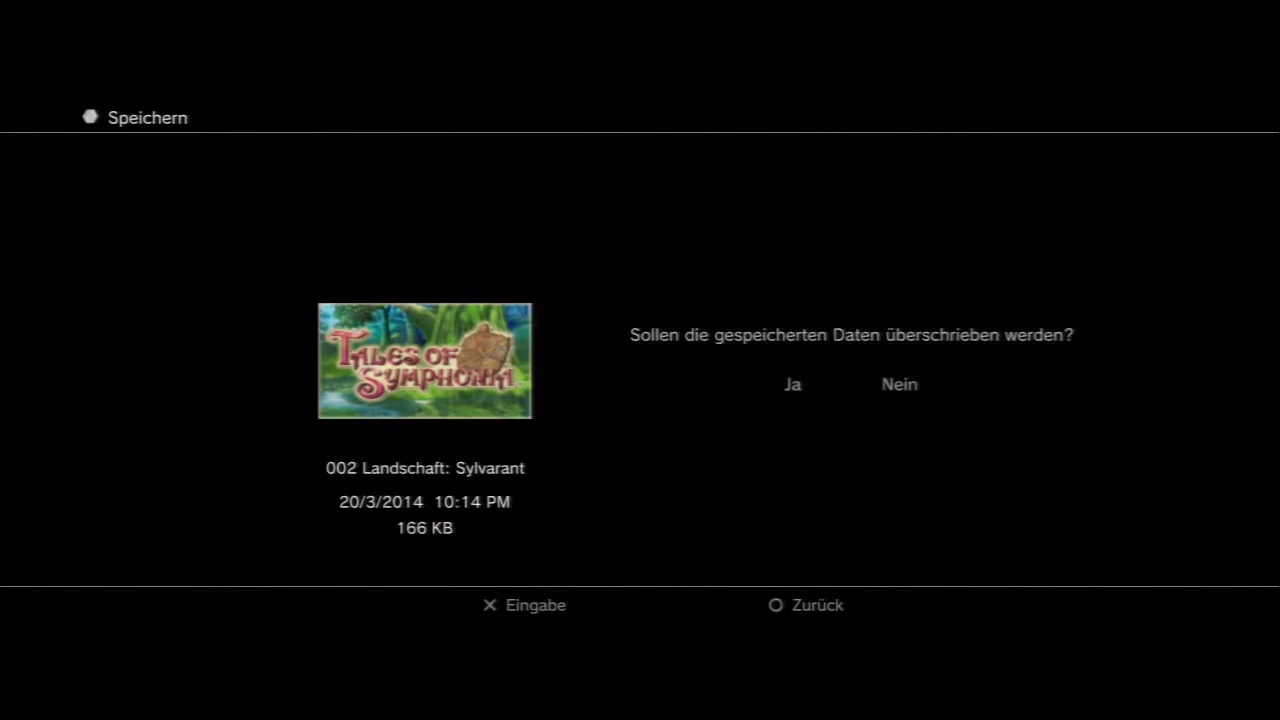 Speichern
TALES OF
SYMPHONIA
Sollen die gespeicherten Daten überschrieben werden?
Ja Nein
002 Landschaft: Sylvarant
20/3/2014 10:14 PM
166 KB
Eingabe Zurück